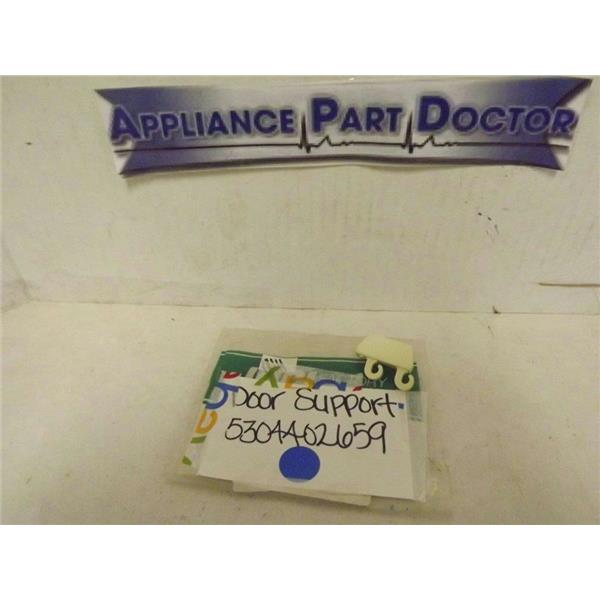 APPLIANCE PART DOCTOR
Door Support
5304402659